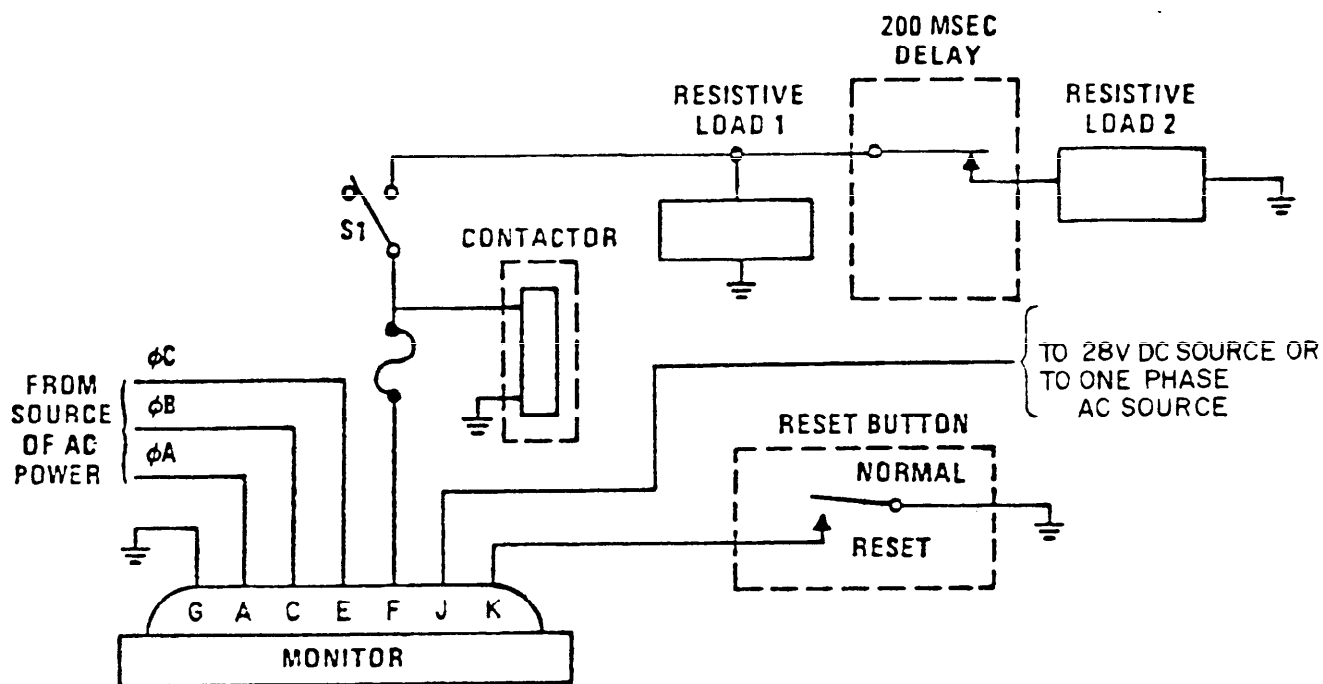 200 MSEC
DELAY
RESISTIVE
LOAD 1
RESISTIVE
LOAD 2
S1
CONTACTOR
φC
φB
φA
FROM
SOURCE
OF AC
POWER
TO 28V DC SOURCE OR
TO ONE PHASE
AC SOURCE
RESET BUTTON
NORMAL
RESET
G A C E F J K
MONITOR